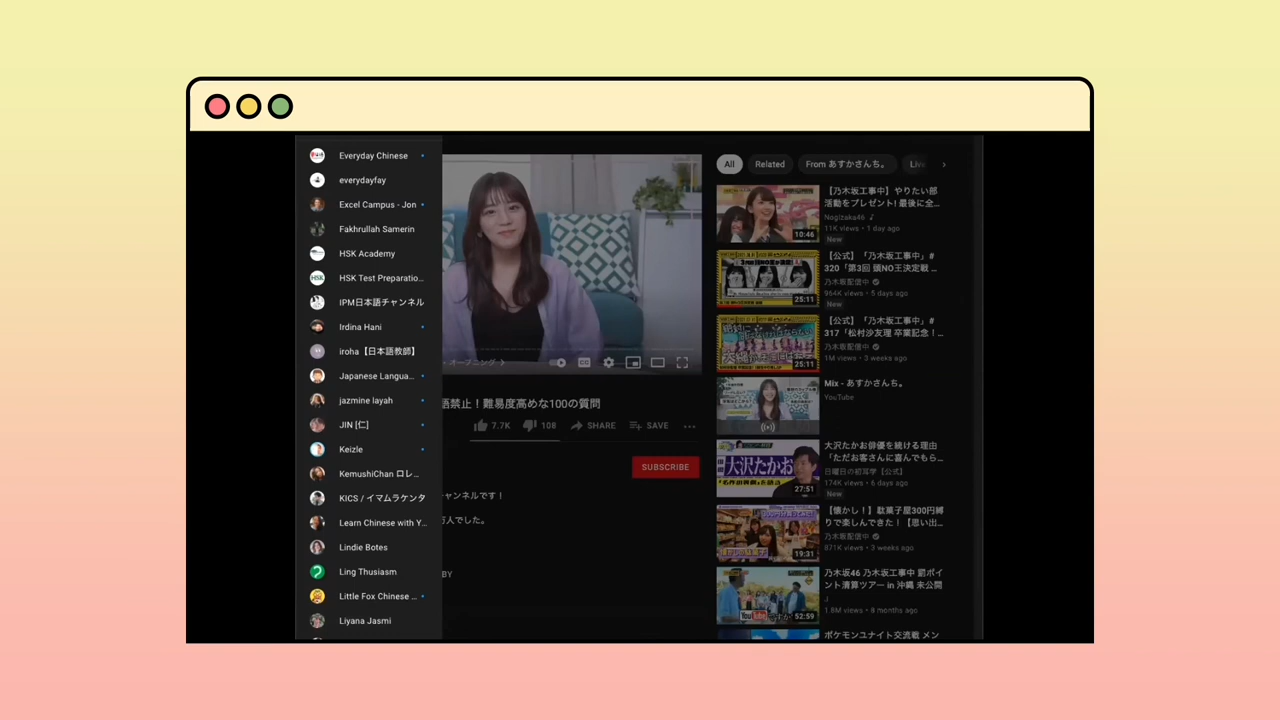 Everyday Chinese
everydayfay
Excel Campus - Jon
Fakhrullah Samerin
HSK Academy
HSK Test Preparatio...
IPM日本語チャンネル
Irdina Hani
iroha【日本語教師】
Japanese Langua...
jazmine layah
JIN [仁]
Keizle
KemushiChan ロレ...
KICS / イマムラケンタ
Learn Chinese with Y...
Lindie Botes
Ling Thusiasm
Little Fox Chinese ...
Liyana Jasmi
オープニング
語禁止！難易度高めな100の質問
7.7K
108
SHARE
SAVE
SUBSCRIBE
チャンネルです！
万人でした。
BY
All
Related
From あすかさんち。
Liv
10:46
【乃木坂工事中】やりたい部
活動をプレゼント! 最後に全...
Nogizaka46
11K views • 1 day ago
New
25:11
【公式】「乃木坂工事中」#
320「第3回 頭NO王決定戦 ...
乃木坂配信中
964K views • 5 days ago
New
25:11
【公式】「乃木坂工事中」#
317「松村沙友理 卒業記念！...
乃木坂配信中
1M views • 3 weeks ago
Mix - あすかさんち。
YouTube
大沢たかお
27:51
大沢たかお俳優を続ける理由
「ただお客さんに喜んでもら...
日曜日の初耳学【公式】
174K views • 6 days ago
New
19:31
【懐かし！】駄菓子屋300円縛
りで楽しんできた！【思い出...
乃木坂配信中
871K views • 3 weeks ago
YouTube
52:59
乃木坂46 乃木坂工事中 罰ポイ
ント清算ツアー in 沖縄 未公開
』
1.8M views • 8 months ago
ポケモンユナイト交流戦 メン